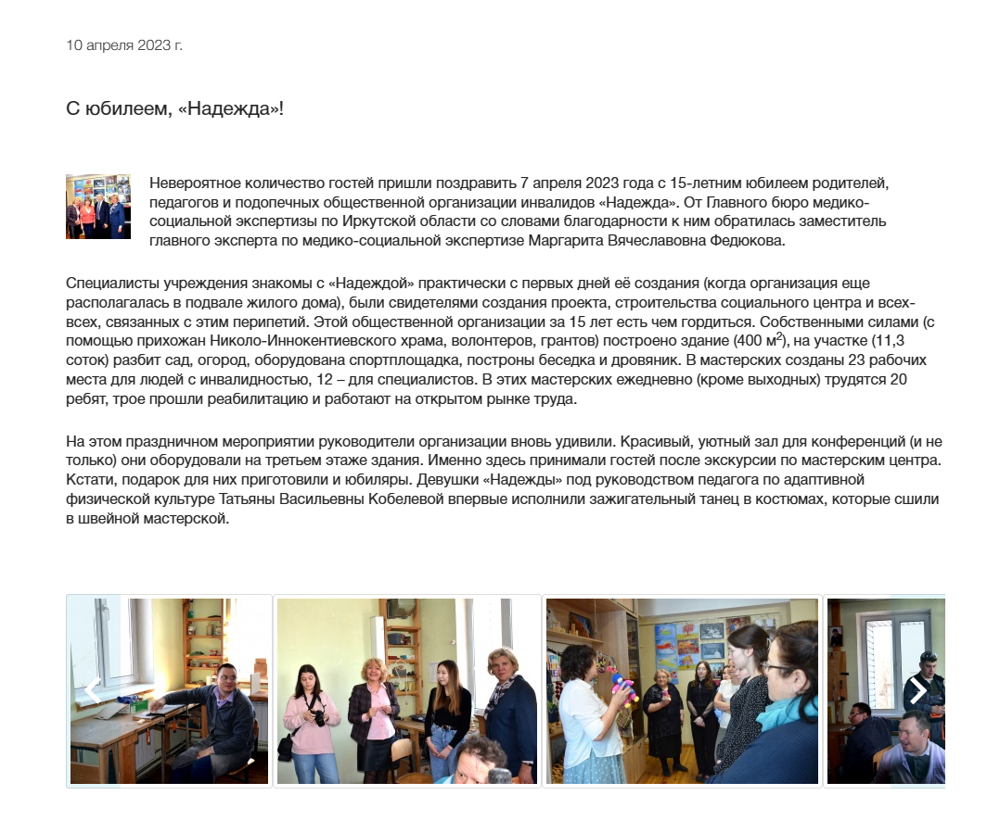 10 апреля 2023 г.
С юбилеем, «Надежда»!
Невероятное количество гостей пришли поздравить 7 апреля 2023 года с 15-летним юбилеем родителей,
педагогов и подопечных общественной организации инвалидов «Надежда». От Главного бюро медико-
социальной экспертизы по Иркутской области со словами благодарности к ним обратилась заместитель
главного эксперта по медико-социальной экспертизе Маргарита Вячеславовна Федюкова.
Специалисты учреждения знакомы с «Надеждой» практически с первых дней её создания (когда организация еще
располагалась в подвале жилого дома), были свидетелями создания проекта, строительства социального центра и всех-
всех, связанных с этим перипетий. Этой общественной организации за 15 лет есть чем гордиться. Собственными силами (с
помощью прихожан Николо-Иннокентиевского храма, волонтеров, грантов) построено здание (400 м²), на участке (11,3
соток) разбит сад, огород, оборудована спортплощадка, построны беседка и дровяник. В мастерских созданы 23 рабочих
места для людей с инвалидностью, 12 – для специалистов. В этих мастерских ежедневно (кроме выходных) трудятся 20
ребят, трое прошли реабилитацию и работают на открытом рынке труда.
На этом праздничном мероприятии руководители организации вновь удивили. Красивый, уютный зал для конференций (и не
только) они оборудовали на третьем этаже здания. Именно здесь принимали гостей после экскурсии по мастерским центра.
Кстати, подарок для них приготовили и юбиляры. Девушки «Надежды» под руководством педагога по адаптивной
физической культуре Татьяны Васильевны Кобелевой впервые исполнили зажигательный танец в костюмах, которые сшили
в швейной мастерской.